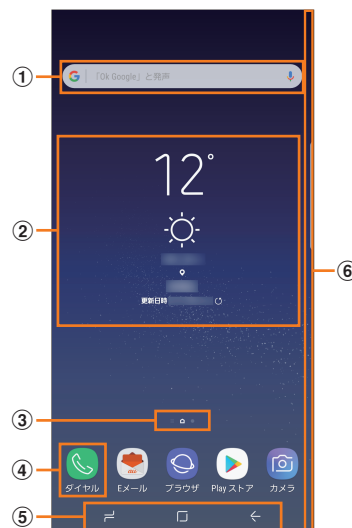 ①
「Ok Google」と発声
②
12°
更新日時
⑥
③
④
ダイヤル
Eメール
ブラウザ
Play ストア
カメラ
⑤